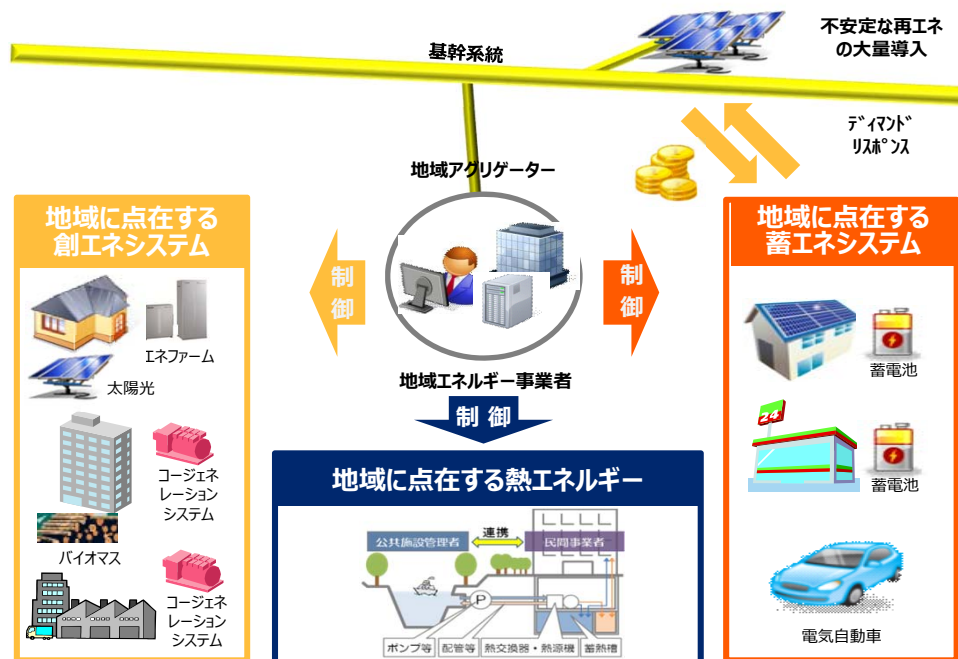 不安定な再エネ
の大量導入
基幹系統
ディマンド
リスポンス
地域アグリゲーター
地域に点在する
創エネシステム
エネファーム
太陽光
コージェネ
レーション
システム
バイオマス
コージェネ
レーション
システム
制御
制御
地域エネルギー事業者
制 御
地域に点在する熱エネルギー
公共施設管理者
連携
民間事業者
P
ポンプ等
配管等
熱交換器・熱源機
蓄熱槽
地域に点在する
蓄エネシステム
蓄電池
24
蓄電池
電気自動車